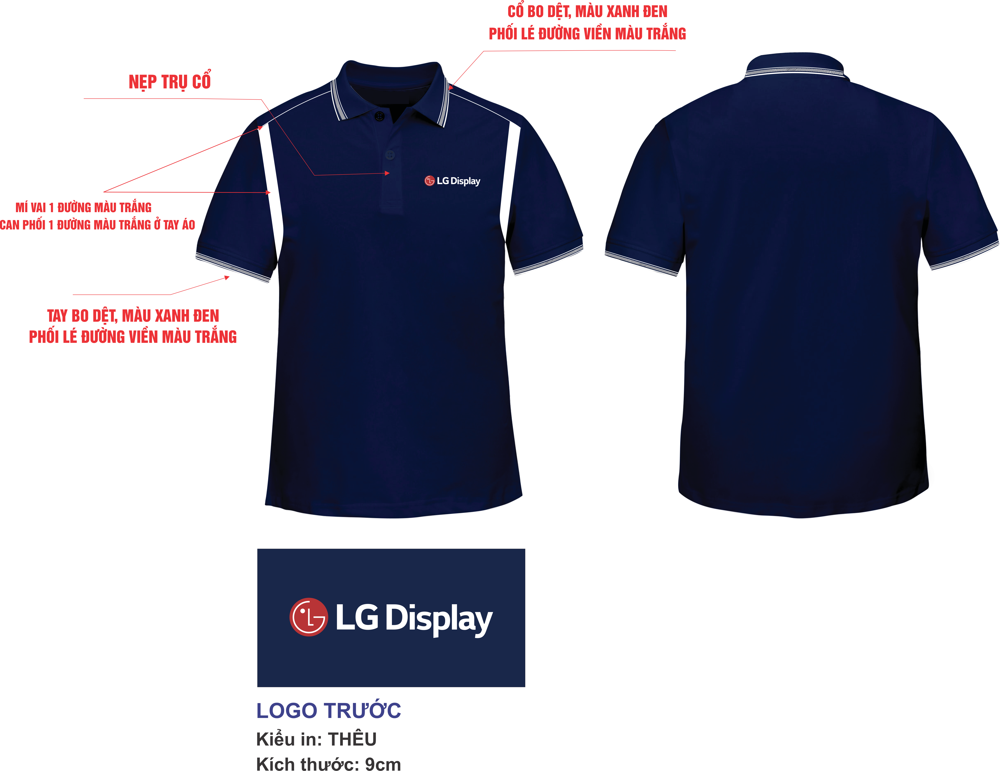 CỔ BO DỆT, MÀU XANH ĐEN
PHỐI LÉ ĐƯỜNG VIỀN MÀU TRẮNG
NẸP TRỤ CỔ
LG Display
MÍ VAI 1 ĐƯỜNG MÀU TRẮNG
CAN PHỐI 1 ĐƯỜNG MÀU TRẮNG Ở TAY ÁO
TAY BO DỆT, MÀU XANH ĐEN
PHỐI LÉ ĐƯỜNG VIỀN MÀU TRẮNG
LG Display
LOGO TRƯỚC
Kiểu in: THÊU
Kích thước: 9cm